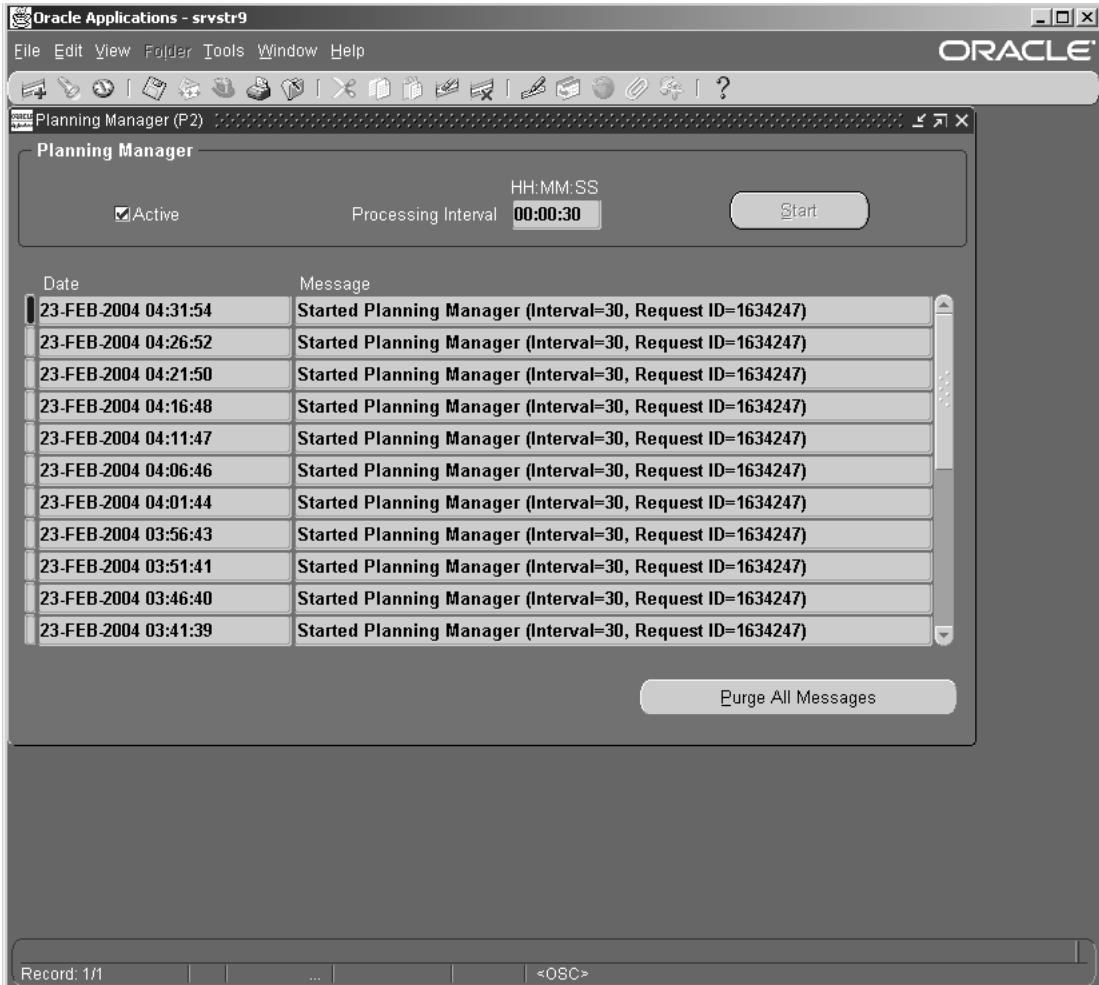 Oracle Applications - srvstr9
File Edit View Folder Tools Window Help
ORACLE
Planning Manager (P2)
Planning Manager
HH:MM:SS
Active Processing Interval 00:00:30 Start
Date Message
23-FEB-2004 04:31:54 Started Planning Manager (Interval=30, Request ID=1634247)
23-FEB-2004 04:26:52 Started Planning Manager (Interval=30, Request ID=1634247)
23-FEB-2004 04:21:50 Started Planning Manager (Interval=30, Request ID=1634247)
23-FEB-2004 04:16:48 Started Planning Manager (Interval=30, Request ID=1634247)
23-FEB-2004 04:11:47 Started Planning Manager (Interval=30, Request ID=1634247)
23-FEB-2004 04:06:46 Started Planning Manager (Interval=30, Request ID=1634247)
23-FEB-2004 04:01:44 Started Planning Manager (Interval=30, Request ID=1634247)
23-FEB-2004 03:56:43 Started Planning Manager (Interval=30, Request ID=1634247)
23-FEB-2004 03:51:41 Started Planning Manager (Interval=30, Request ID=1634247)
23-FEB-2004 03:46:40 Started Planning Manager (Interval=30, Request ID=1634247)
23-FEB-2004 03:41:39 Started Planning Manager (Interval=30, Request ID=1634247)
Purge All Messages
Record: 1/1 ... <OSC>